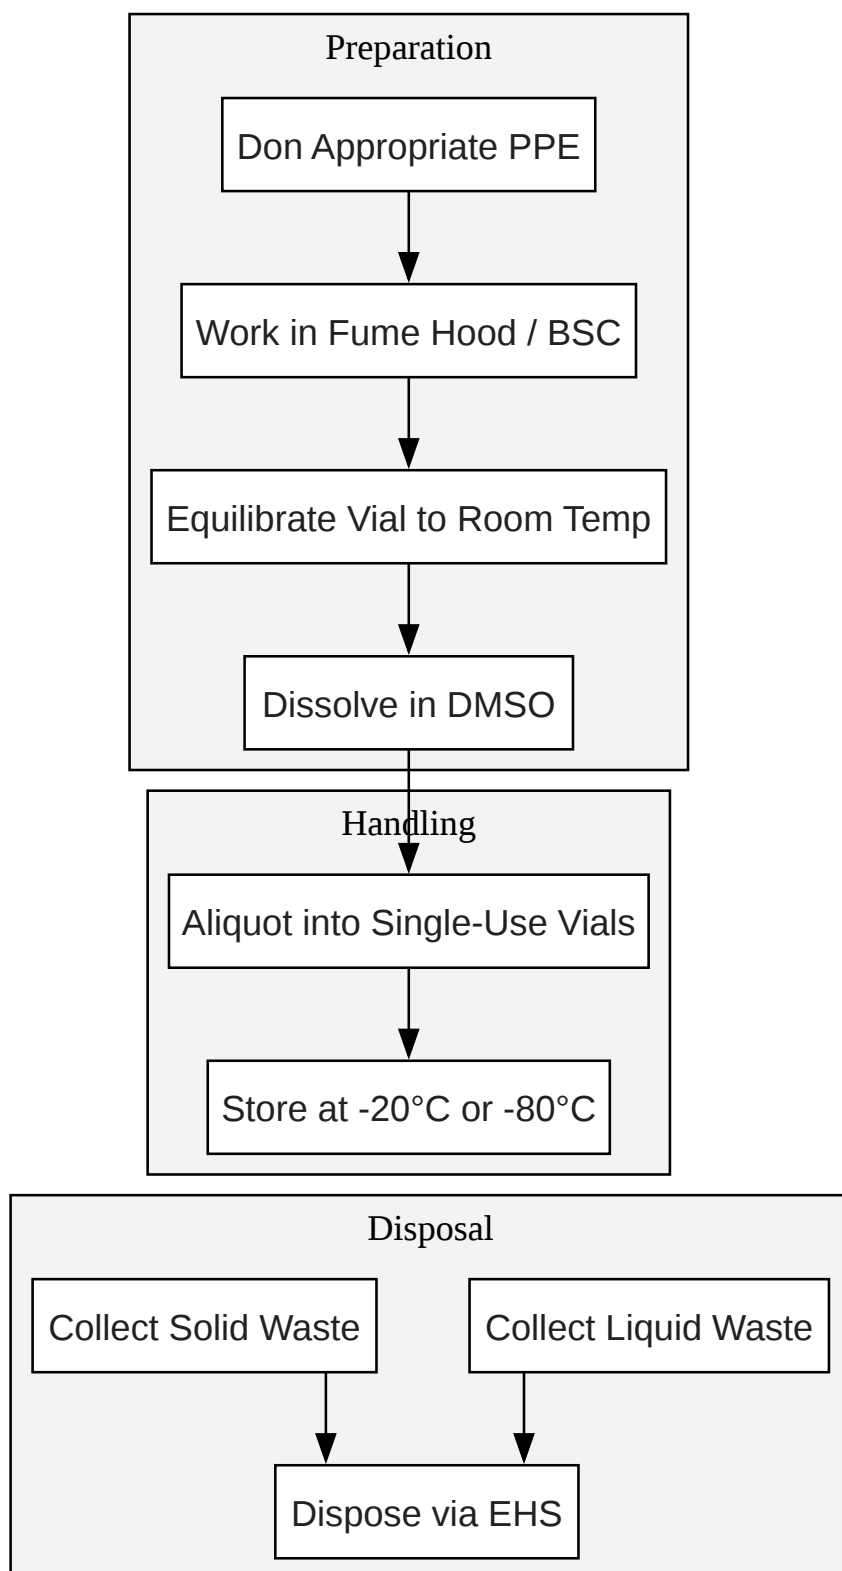 Preparation
Don Appropriate PPE
Work in Fume Hood / BSC
Equilibrate Vial to Room Temp
Dissolve in DMSO
Handling
Aliquot into Single-Use Vials
Store at -20°C or -80°C
Disposal
Collect Solid Waste
Collect Liquid Waste
Dispose via EHS